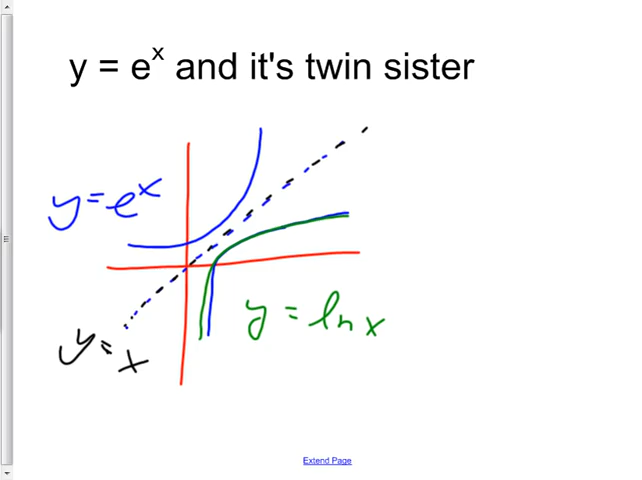 y = e^x and it's twin sister
y = e^x
y = ln x
y = x
Extend Page